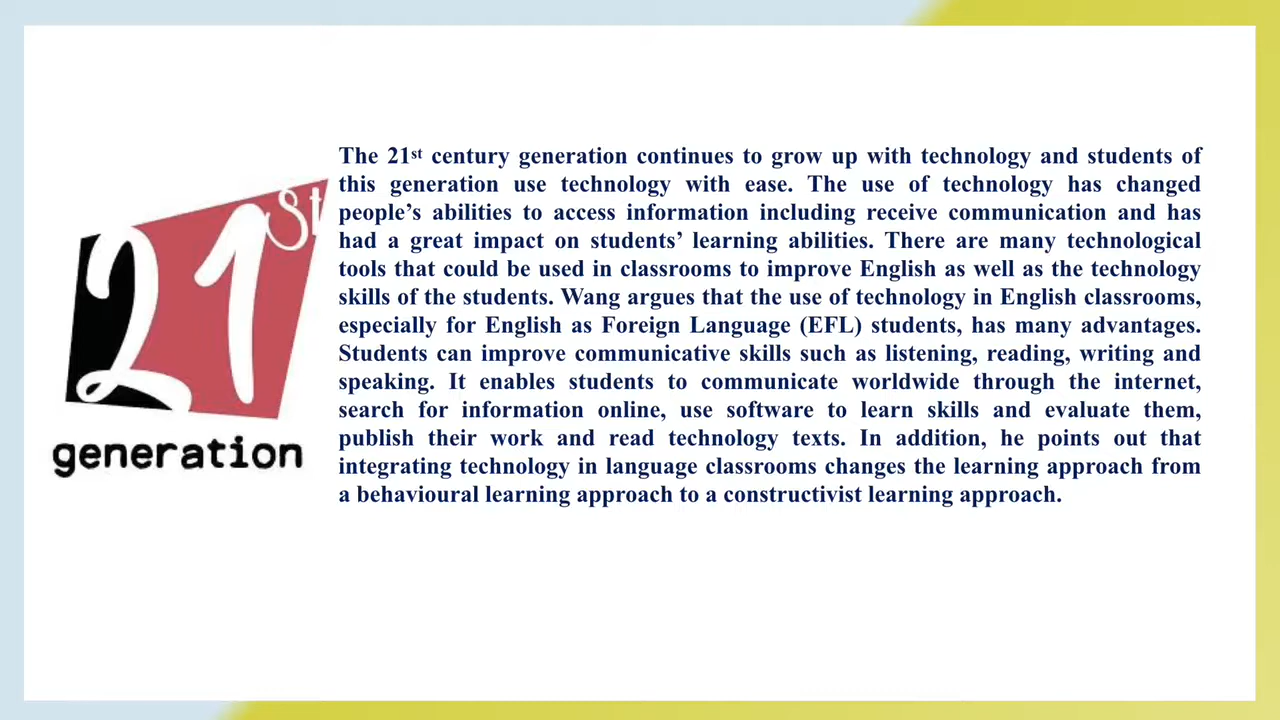 21st
generation
The 21st century generation continues to grow up with technology and students of
this generation use technology with ease. The use of technology has changed
people’s abilities to access information including receive communication and has
had a great impact on students’ learning abilities. There are many technological
tools that could be used in classrooms to improve English as well as the technology
skills of the students. Wang argues that the use of technology in English classrooms,
especially for English as Foreign Language (EFL) students, has many advantages.
Students can improve communicative skills such as listening, reading, writing and
speaking. It enables students to communicate worldwide through the internet,
search for information online, use software to learn skills and evaluate them,
publish their work and read technology texts. In addition, he points out that
integrating technology in language classrooms changes the learning approach from
a behavioural learning approach to a constructivist learning approach.